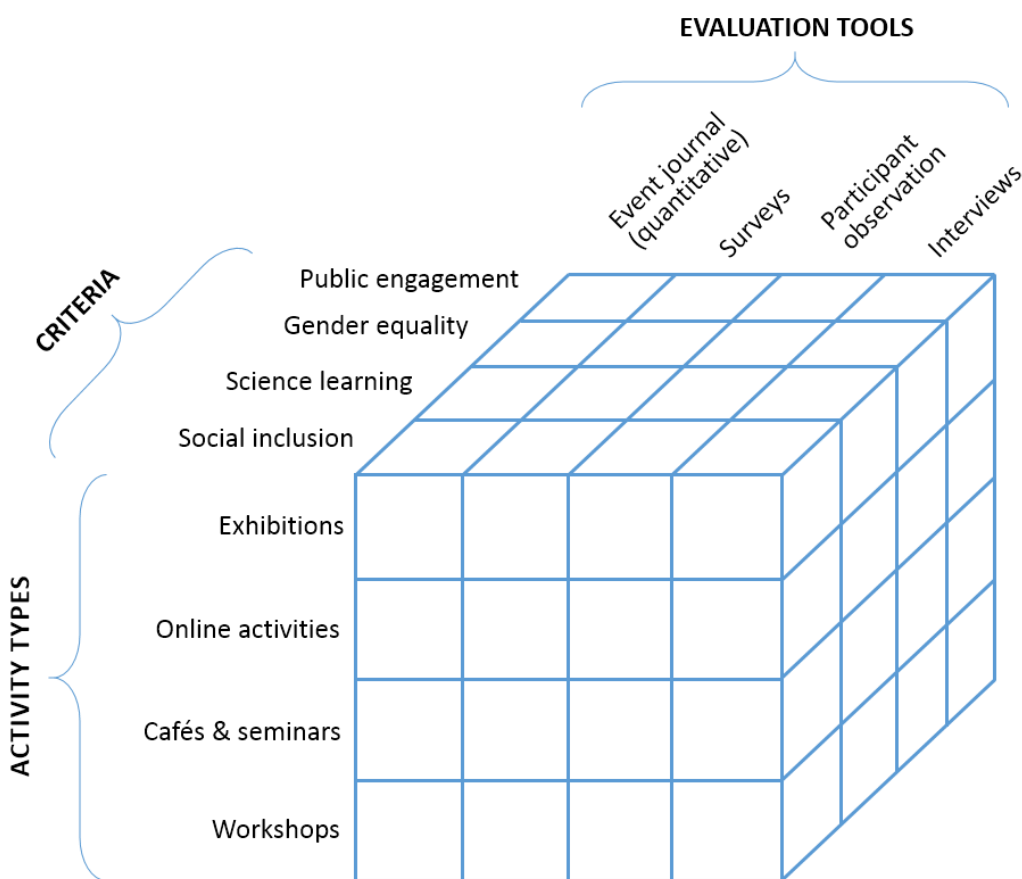 EVALUATION TOOLS
Event journal
(quantitative)
Surveys
Participant
observation
Interviews
CRITERIA
Public engagement
Gender equality
Science learning
Social inclusion
ACTIVITY TYPES
Exhibitions
Online activities
Cafés & seminars
Workshops